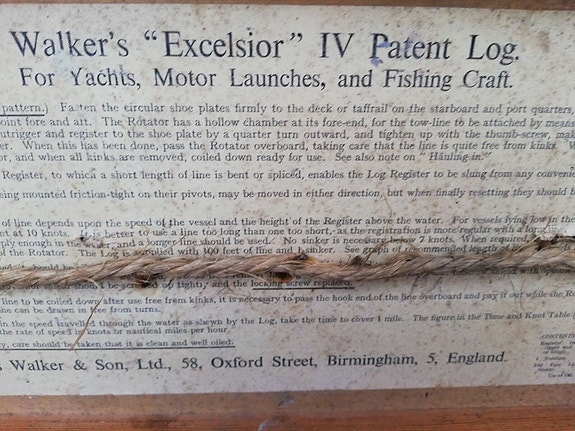 Walker's "Excelsior" IV Patent Log.
For Yachts, Motor Launches, and Fishing Craft.
pattern.) Fasten the circular shoe plates firmly to the deck or taffrail on the starboard and port quarters,
point fore and aft. The Rotator has a hollow chamber at its fore-end, for the tow-line to be attached by means
outrigger and register to the shoe plate by a quarter turn outward, and tighten up with the thumb-screw, make
er. When this has been done, pass the Rotator overboard, taking care that the line is quite free from kinks. W
or, and when all kinks are removed, coiled down ready for use. See also note on "Hauling in."
Register, to which a short length of line is bent or spliced, enables the Log Register to be slung from any convenie
eing mounted friction-tight on their pivots, may be moved in either direction, but when finally resetting they should b
of line depends upon the speed of the vessel and the height of the Register above the water. For vessels lying low in the
nt at 10 knots. it is better to use a line too long than one too short, as the registration is more regular with a long
ply enough in the water, and a longer line should be used. No sinker is necessary below 7 knots. When required,
of the Rotator. The Log is supplied with 100 feet of line and 1 sinker. See graph of recommended length of line
should be screwed up tight, and the locking screw replaced.
line to be coiled down after use free from kinks, it is necessary to pass the hook end of the line overboard and pay it out while the R
he can be drawn in free from turns.
in the speed travelled through the water as shewn by the Log, take the time to cover 1 mile. The figure in the Time and Knot Table
the rate of speed in knots or nautical miles per hour.
y, care should be taken that it is clean and well oiled.
Walker & Son, Ltd., 58, Oxford Street, Birmingham, 5, England.
CONTENTS